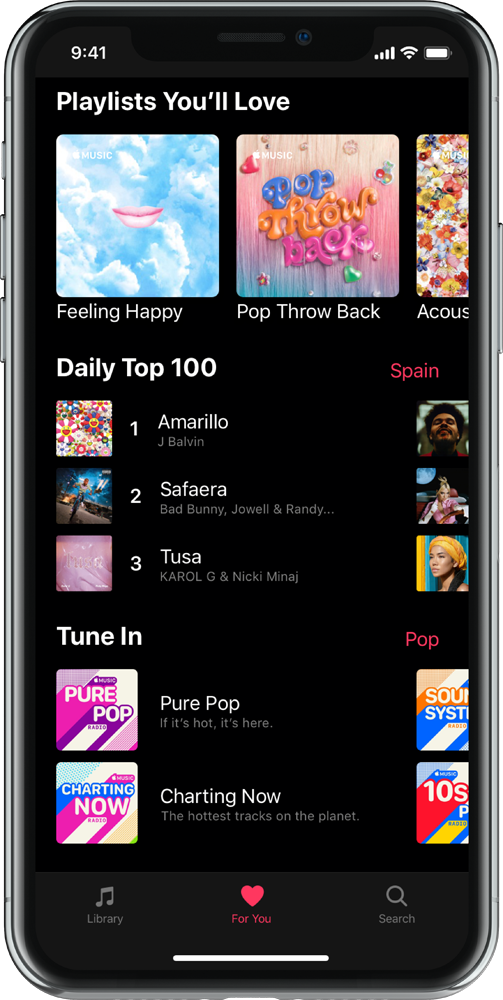 9:41
Playlists You’ll Love
MUSIC
MUSIC
POP THROW back
Feeling Happy
Pop Throw Back
Acous
Daily Top 100
Spain
1
Amarillo
J Balvin
2
Safaera
Bad Bunny, Jowell & Randy...
3
Tusa
KAROL G & Nicki Minaj
Tune In
Pop
MUSIC
PURE
POP
RADIO
Pure Pop
If it’s hot, it’s here.
SOUN
SYST
RADIO
MUSIC
CHARTING
NOW
RADIO
Charting Now
The hottest tracks on the planet.
MUSIC
10s
P
Library
For You
Search